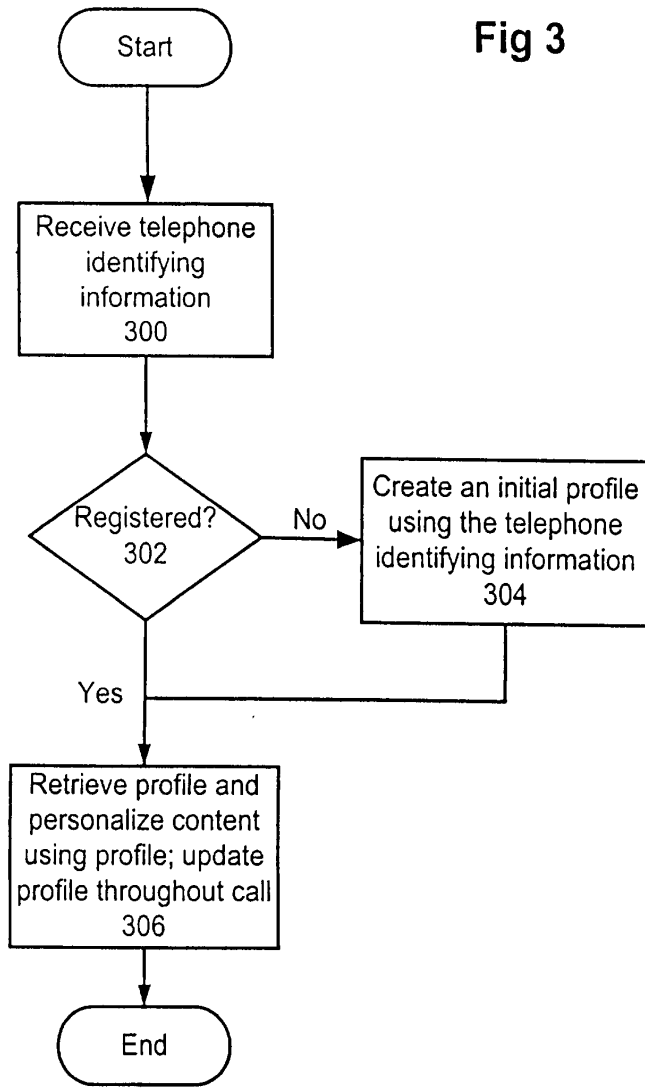 Fig 3
Start
Receive telephone
identifying
information
300
Registered?
302
No
Create an initial profile
using the telephone
identifying information
304
Yes
Retrieve profile and
personalize content
using profile; update
profile throughout call
306
End